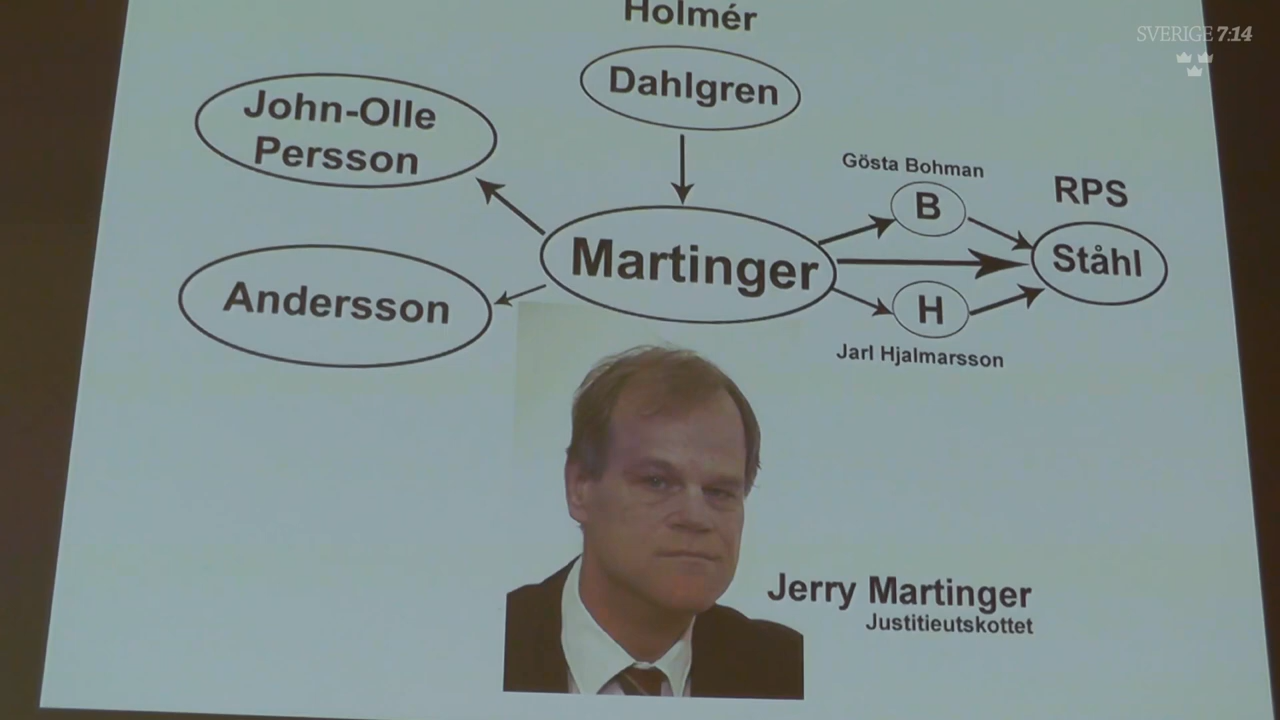 Holmér
SVERIGE 7:14
Dahlgren
John-Olle
Persson
Gösta Bohman
B
RPS
Martinger
Ståhl
Andersson
H
Jarl Hjalmarsson
Jerry Martinger
Justitieutskottet